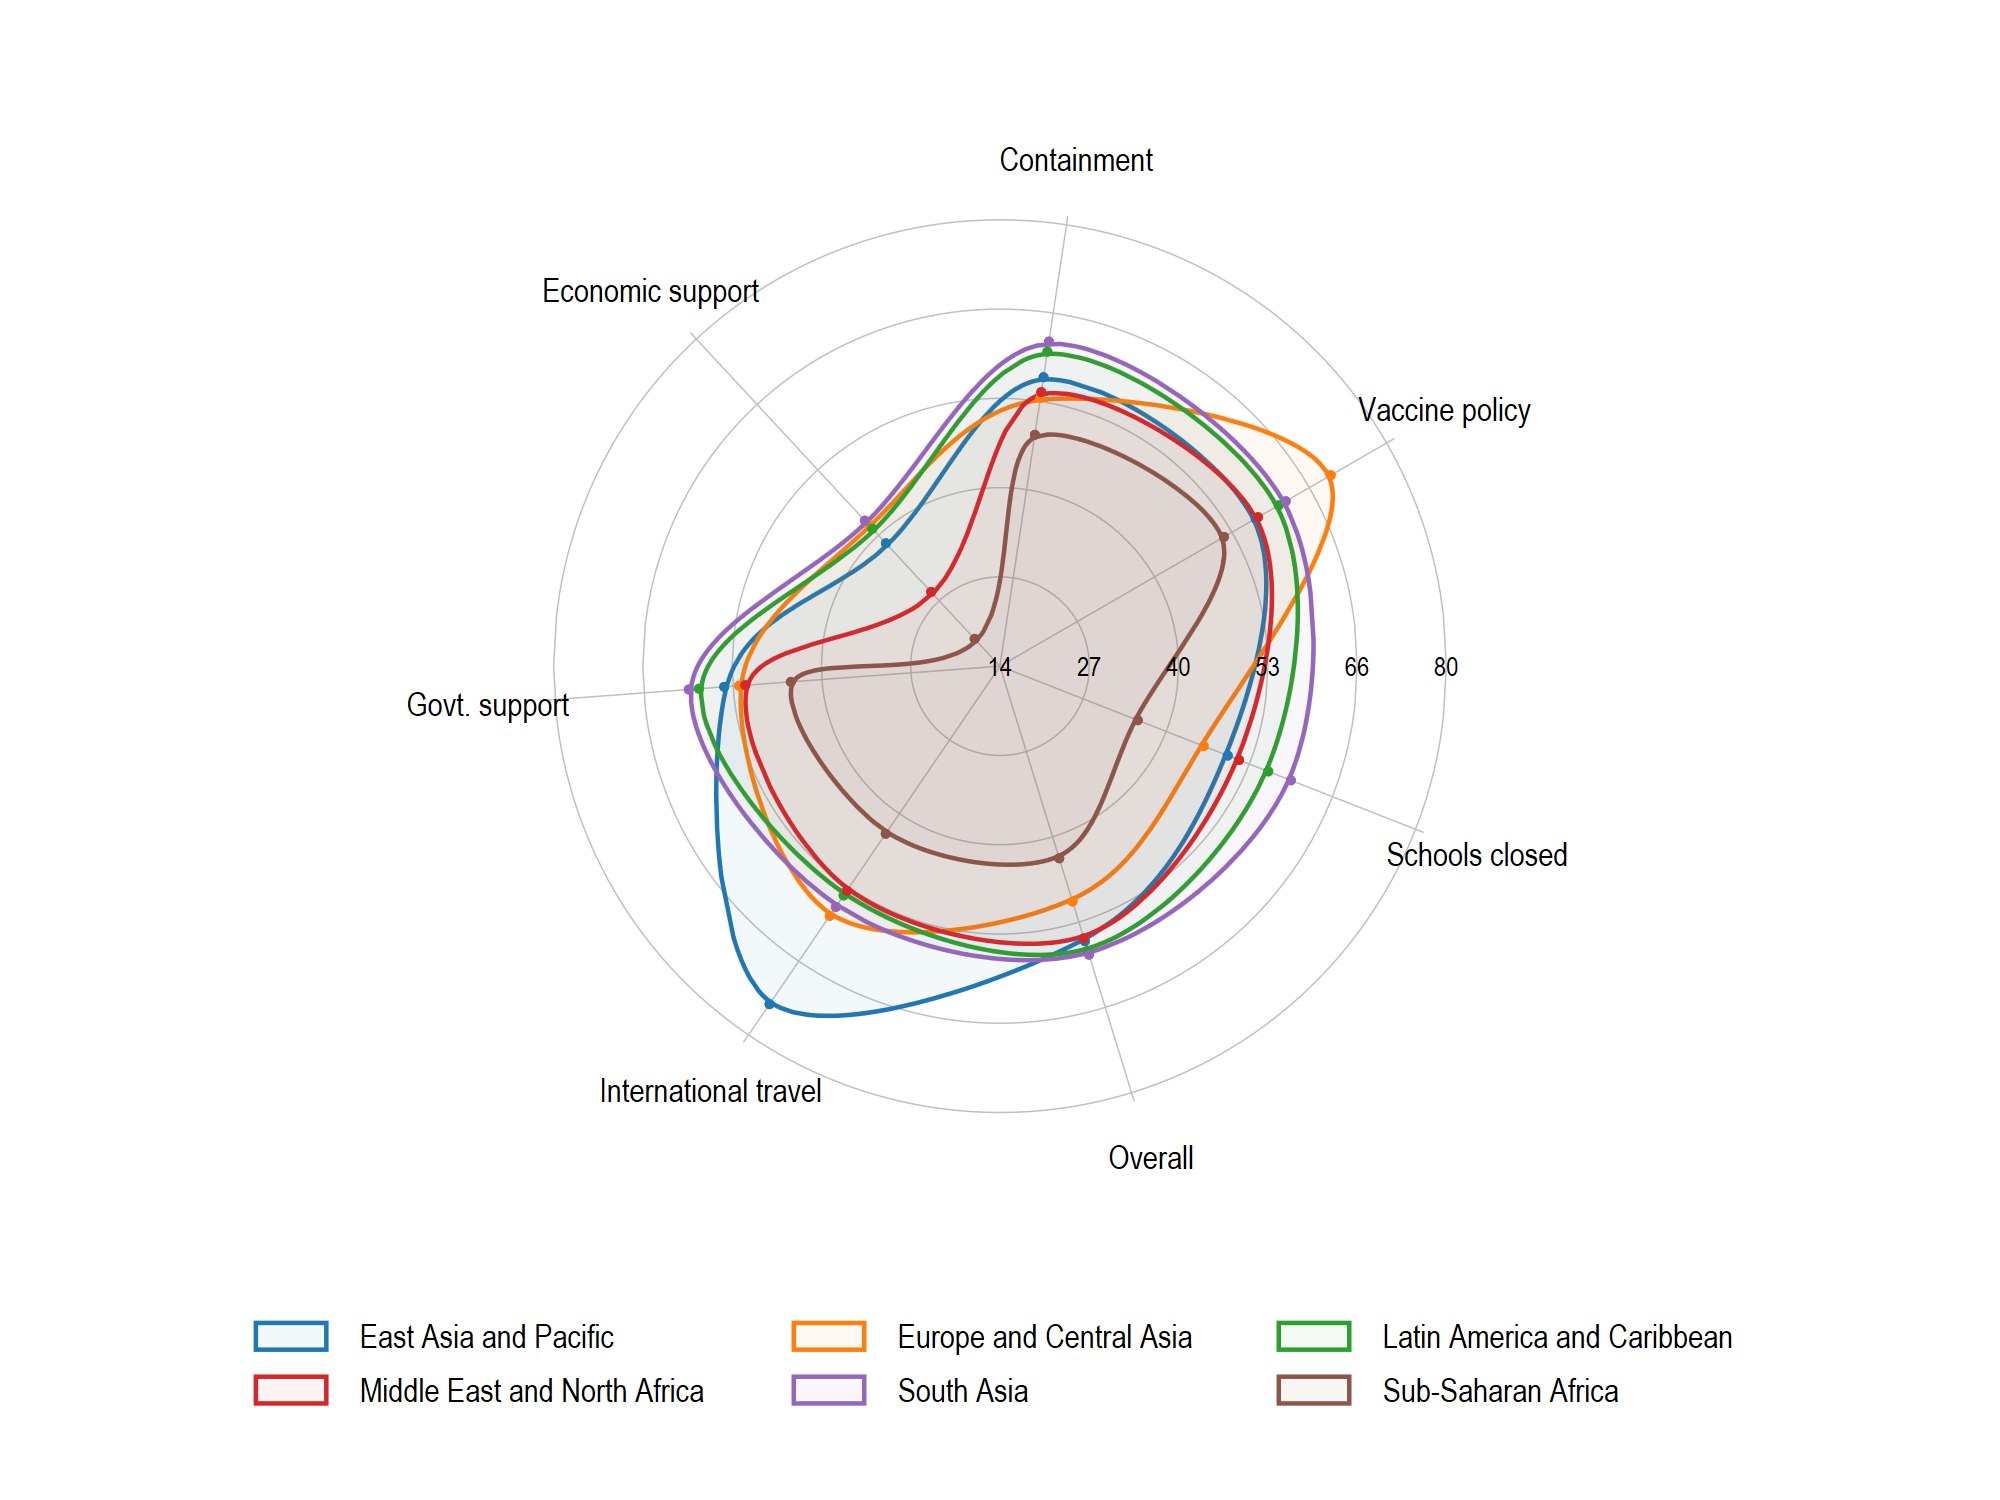 Containment
Economic support
Vaccine policy
14 27 40 53 66 80
Govt. support
Schools closed
International travel
Overall
East Asia and Pacific
Europe and Central Asia
Latin America and Caribbean
Middle East and North Africa
South Asia
Sub-Saharan Africa